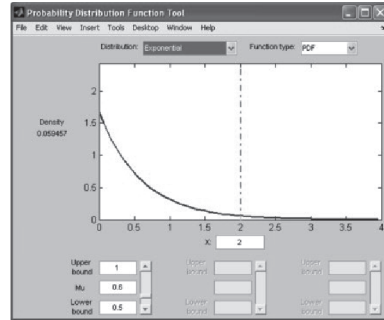 Probability Distribution Function Tool
File Edit View Insert Tools Desktop Window Help
Distribution: Exponential Function type: PDF
Density
0.059457
2
1.5
1
0.5
0
0 0.5 1 1.5 2 2.5 3 3.5 4
X: 2
Upper bound 1 Upper bound Upper bound
Mu 0.6
Lower bound 0.5 Lower bound Lower bound